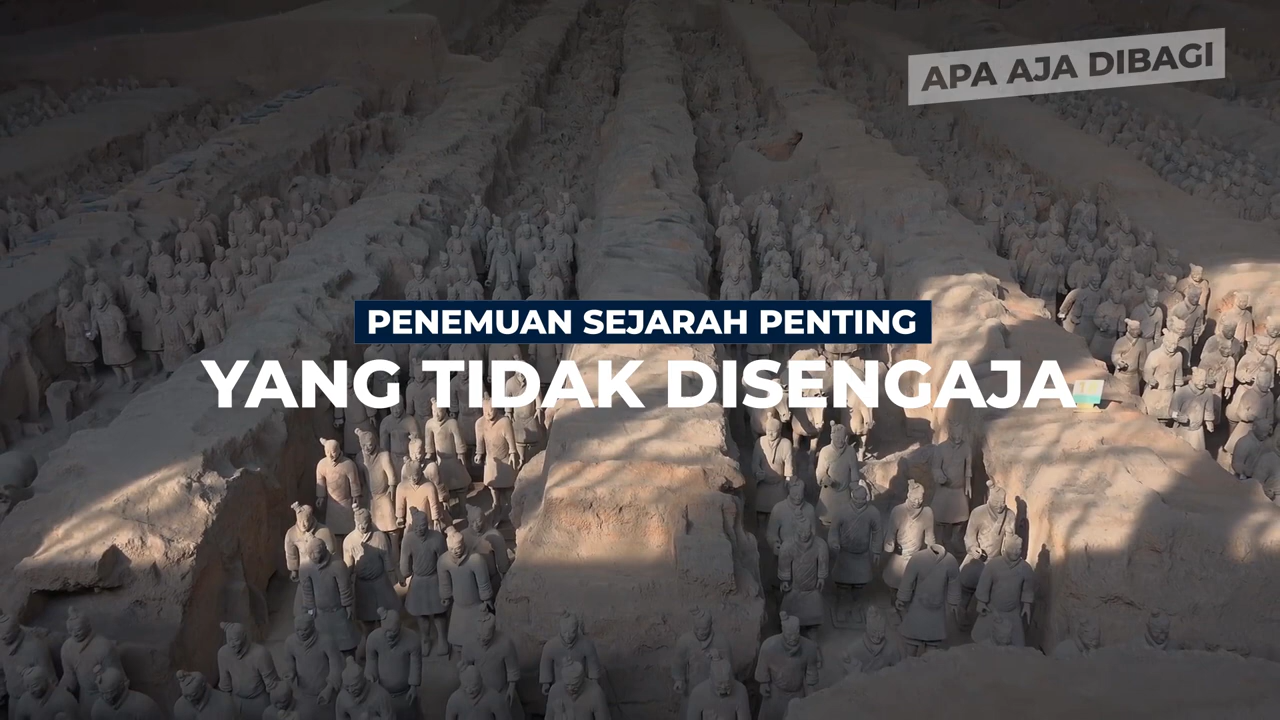 APA AJA DIBAGI
PENEMUAN SEJARAH PENTING
YANG TIDAK DISENGAJA